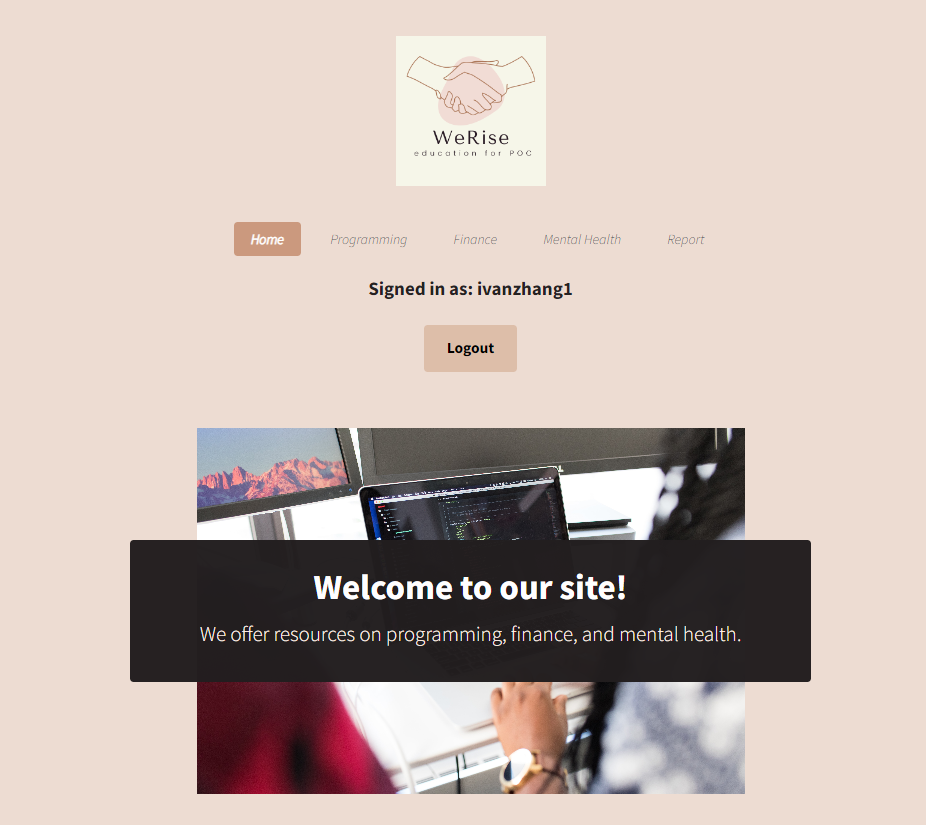 WeRise
education for POC
Home Programming Finance Mental Health Report
Signed in as: ivanzhang1
Logout
Welcome to our site!
We offer resources on programming, finance, and mental health.